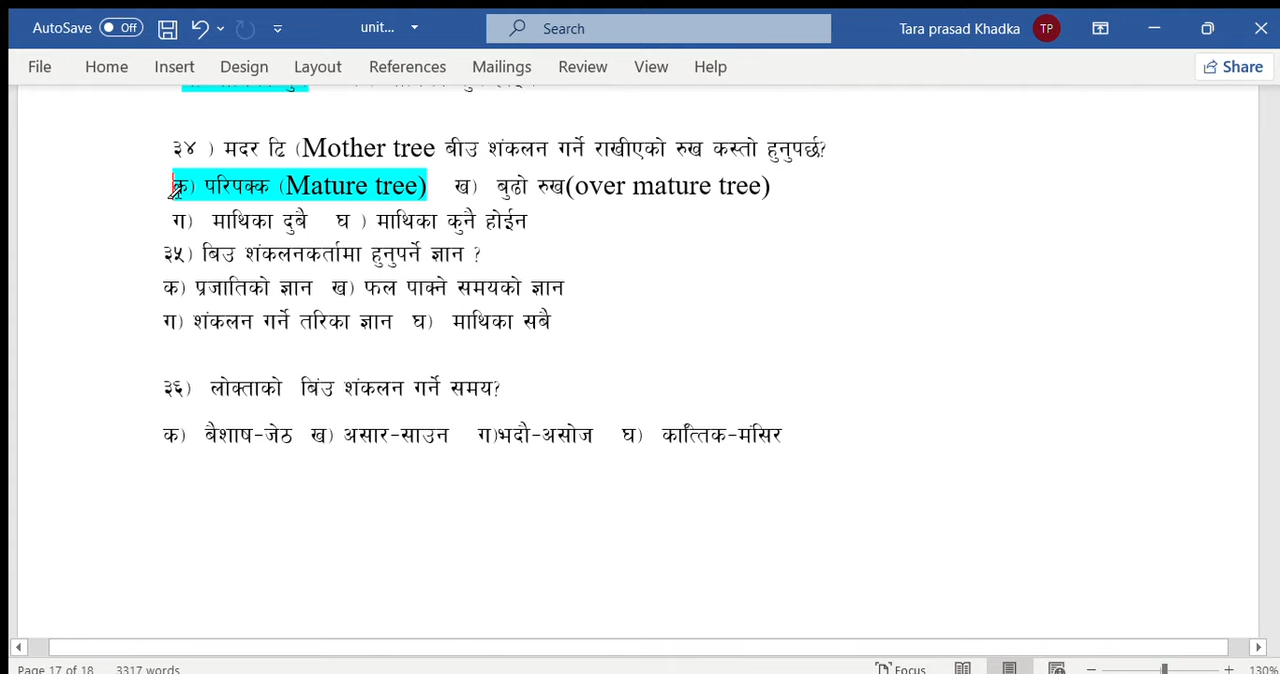 AutoSave Off unit... Search Tara prasad Khadka TP
File Home Insert Design Layout References Mailings Review View Help Share
३४ ) मदर टि (Mother tree बीउ शंकलन गर्ने राखीएको रुख कस्तो हुनुपर्छ?
क) परिपक्क (Mature tree) ख) बुढो रुख(over mature tree)
ग) माथिका दुबै घ ) माथिका कुनै होईन
३५) बिउ शंकलनकर्तामा हुनुपर्ने ज्ञान ?
क) प्रजातिको ज्ञान ख) फल पाक्ने समयको ज्ञान
ग) शंकलन गर्ने तरिका ज्ञान घ) माथिका सबै
३६) लोक्ताको बिंउ शंकलन गर्ने समय?
क) बैशाष-जेठ ख) असार-साउन ग)भदौ-असोज घ) कार्त्तिक-मंसिर
Page 17 of 18 3317 words Focus 130%